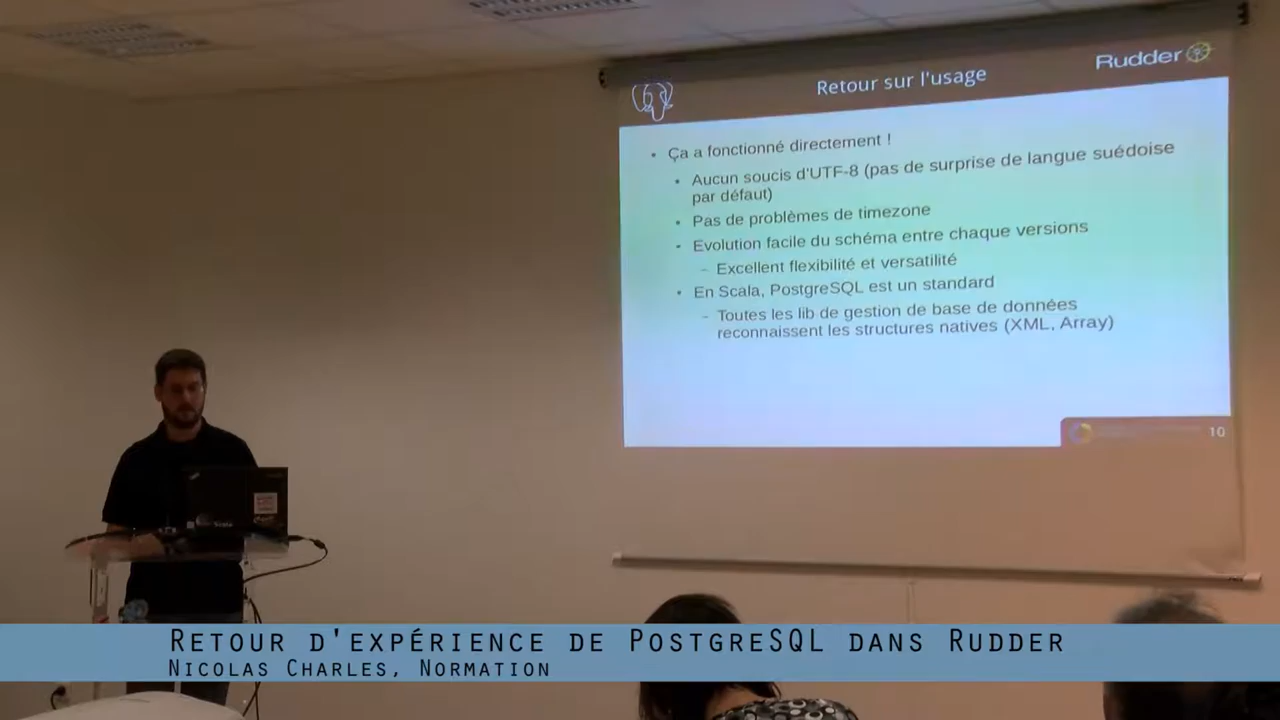 Rudder
Retour sur l'usage
Ça a fonctionné directement !
Aucun soucis d'UTF-8 (pas de surprise de langue suédoise
par défaut)
Pas de problèmes de timezone
Evolution facile du schéma entre chaque versions
Excellent flexibilité et versatilité
En Scala, PostgreSQL est un standard
Toutes les lib de gestion de base de données
reconnaissent les structures natives (XML, Array)
10
Scala
RETOUR D'EXPÉRIENCE DE POSTGRESQL DANS RUDDER
NICOLAS CHARLES, NORMATION